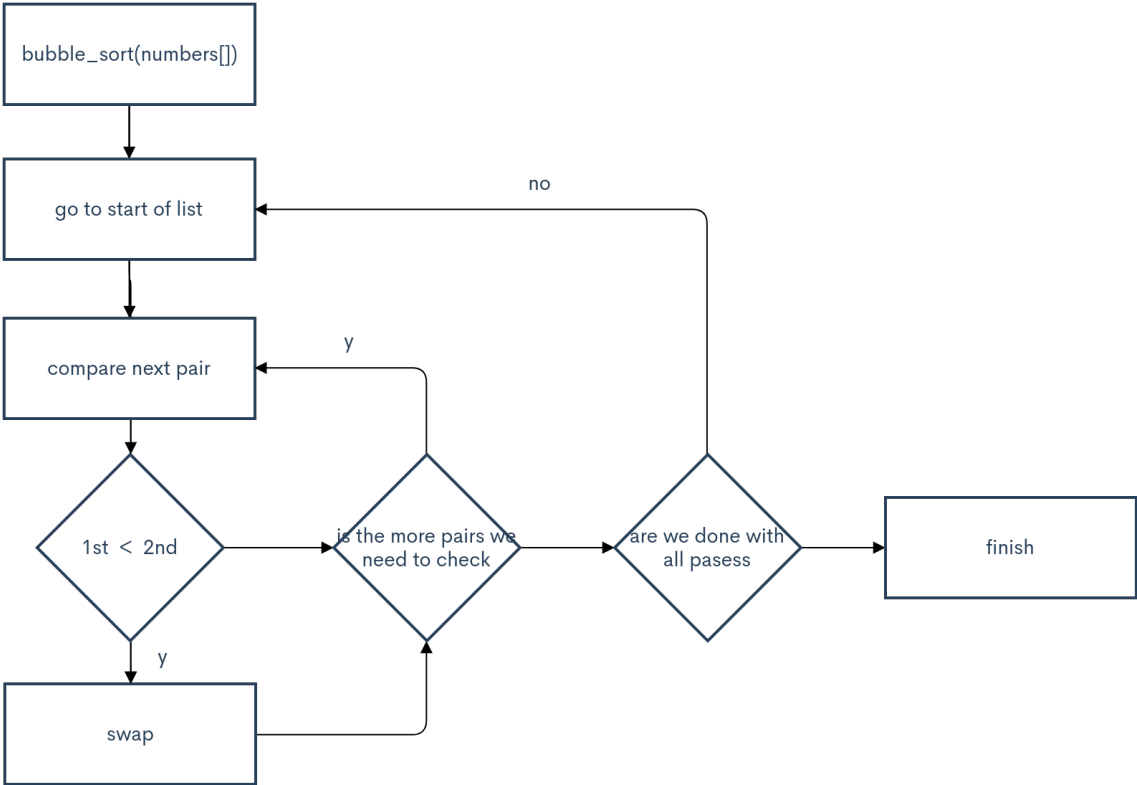 bubble_sort(numbers[])
go to start of list
no
compare next pair
y
1st < 2nd
is the more pairs we
need to check
are we done with
all pasess
finish
y
swap